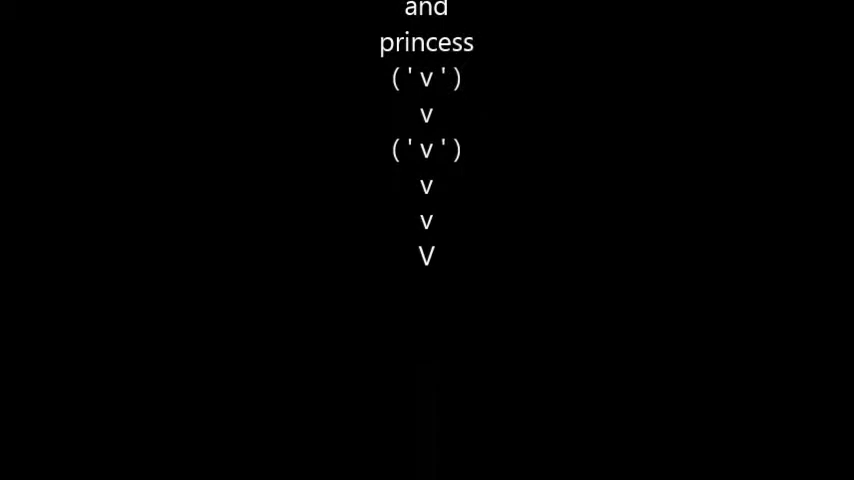 and
princess
( ' v ' )
v
( ' v ' )
v
v
V